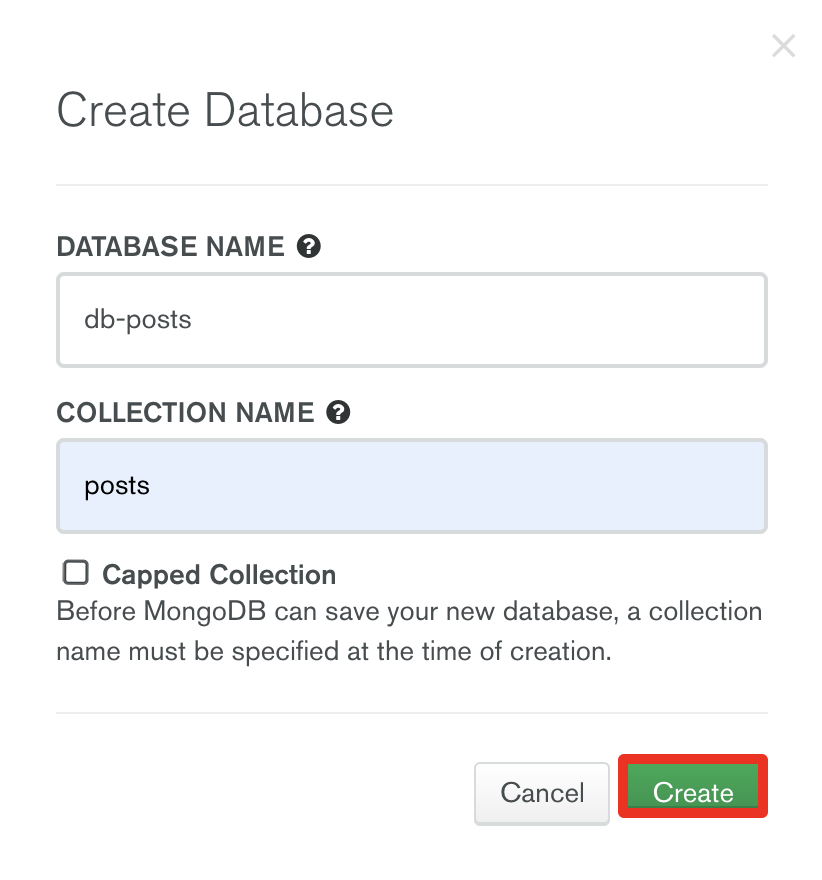 Create Database
DATABASE NAME ?
db-posts
COLLECTION NAME ?
posts
Capped Collection
Before MongoDB can save your new database, a collection
name must be specified at the time of creation.
Cancel Create